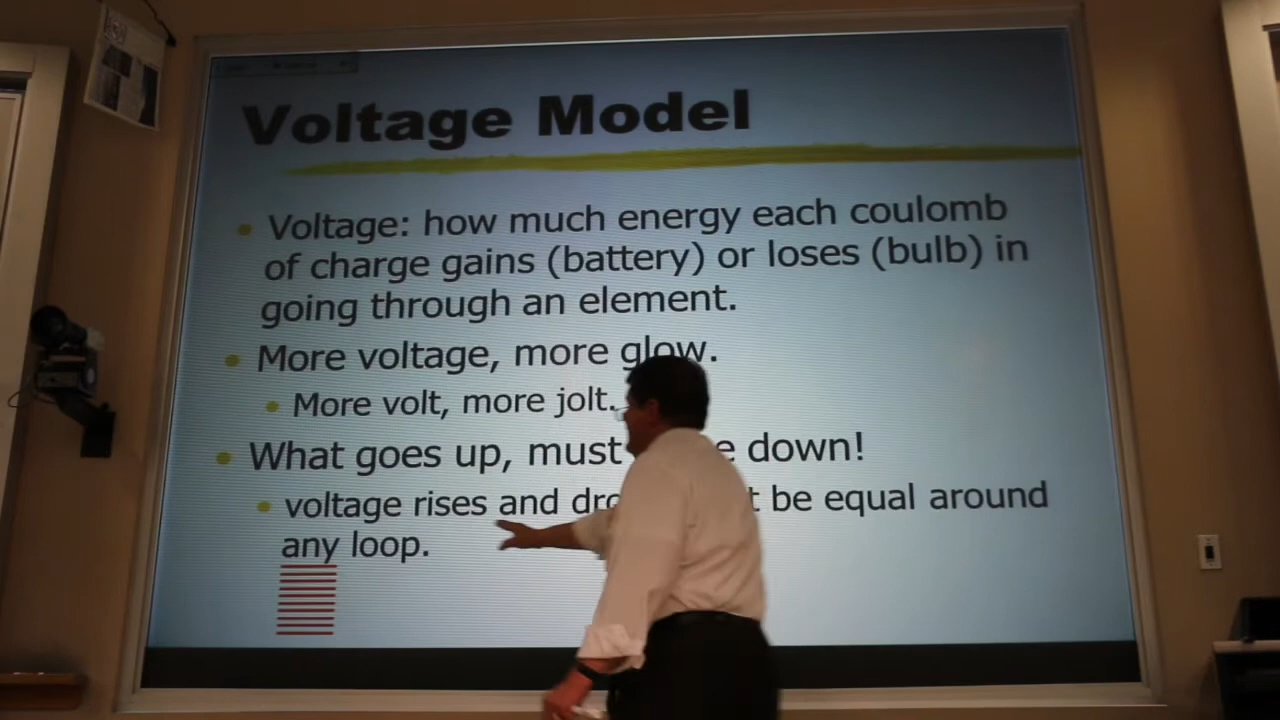 Voltage Model
Voltage: how much energy each coulomb
of charge gains (battery) or loses (bulb) in
going through an element.
More voltage, more glow.
More volt, more jolt.
What goes up, must down!
voltage rises and be equal around
any loop.